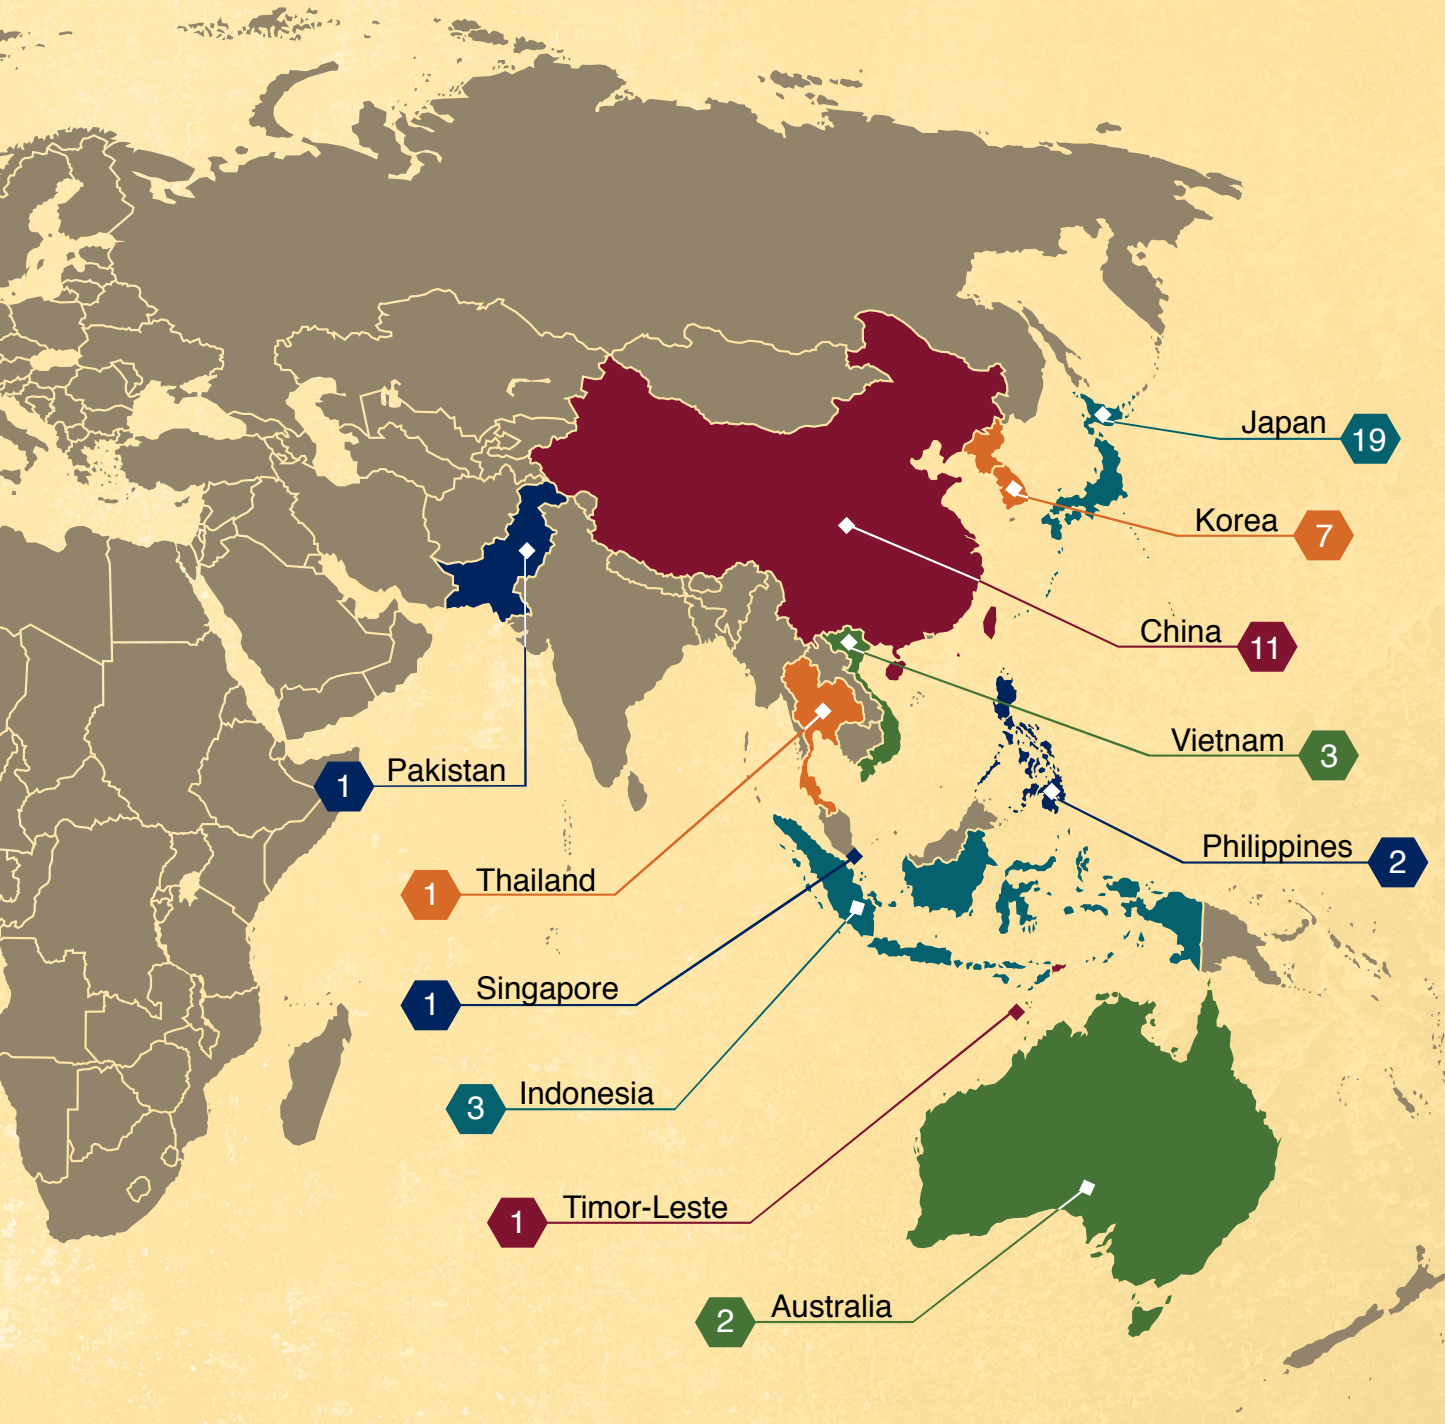 Japan 19
Korea 7
China 11
Vietnam 3
1 Pakistan
Philippines 2
1 Thailand
1 Singapore
3 Indonesia
1 Timor-Leste
2 Australia